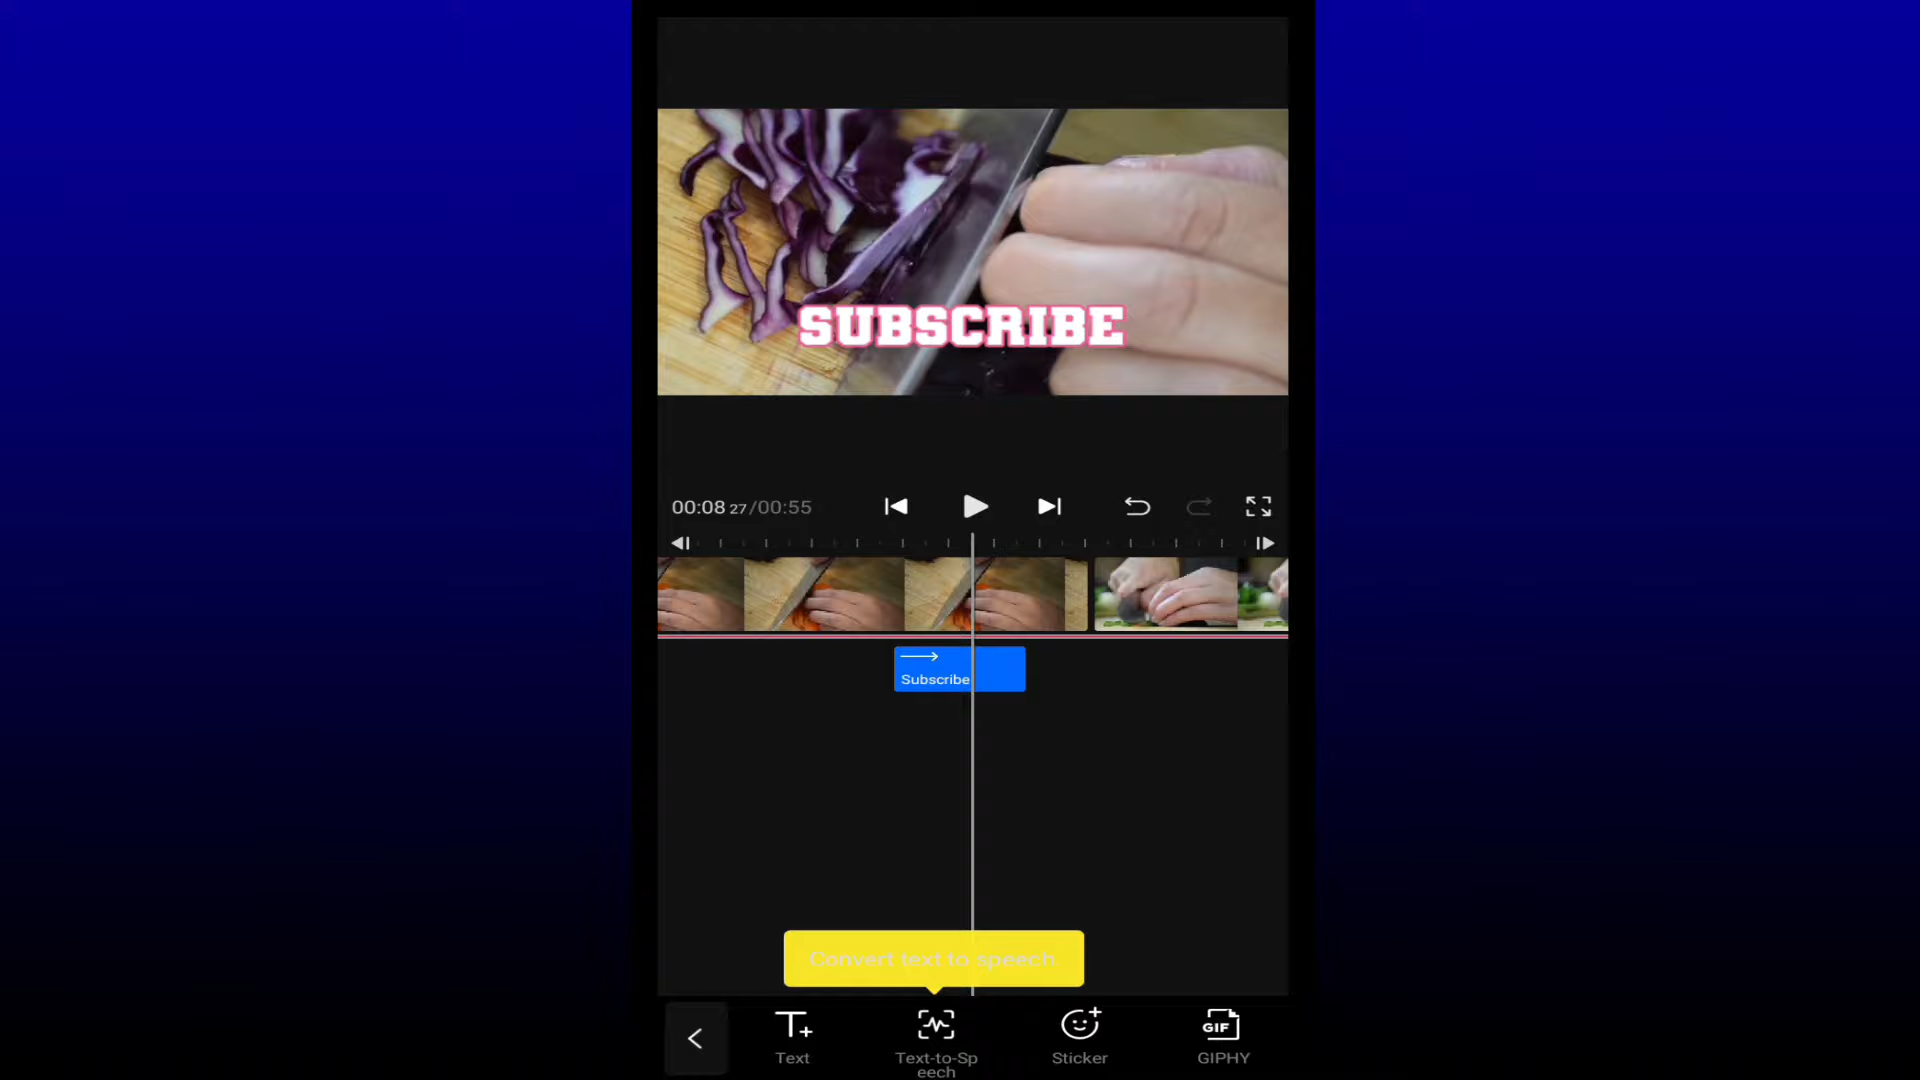 SUBSCRIBE
00:08 27/00:55
Subscribe
Convert text to speech
Text
Text-to-Sp
eech
Sticker
GIF
GIPHY